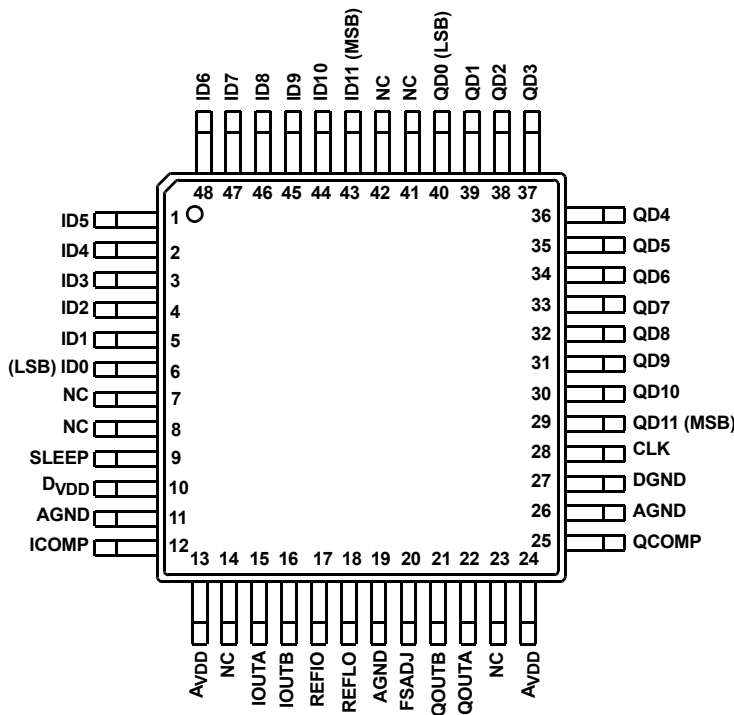 ID6
ID7
ID8
ID9
ID10
ID11 (MSB)
NC
NC
QD0 (LSB)
QD1
QD2
QD3
48 47 46 45 44 43 42 41 40 39 38 37
ID5 1
ID4 2
ID3 3
ID2 4
ID1 5
(LSB) ID0 6
NC 7
NC 8
SLEEP 9
DVDD 10
AGND 11
ICOMP 12
36 QD4
35 QD5
34 QD6
33 QD7
32 QD8
31 QD9
30 QD10
29 QD11 (MSB)
28 CLK
27 DGND
26 AGND
25 QCOMP
13 14 15 16 17 18 19 20 21 22 23 24
AVDD
NC
IOUTA
IOUTB
REFIO
REFLO
AGND
FSADJ
QOUTB
QOUTA
NC
AVDD